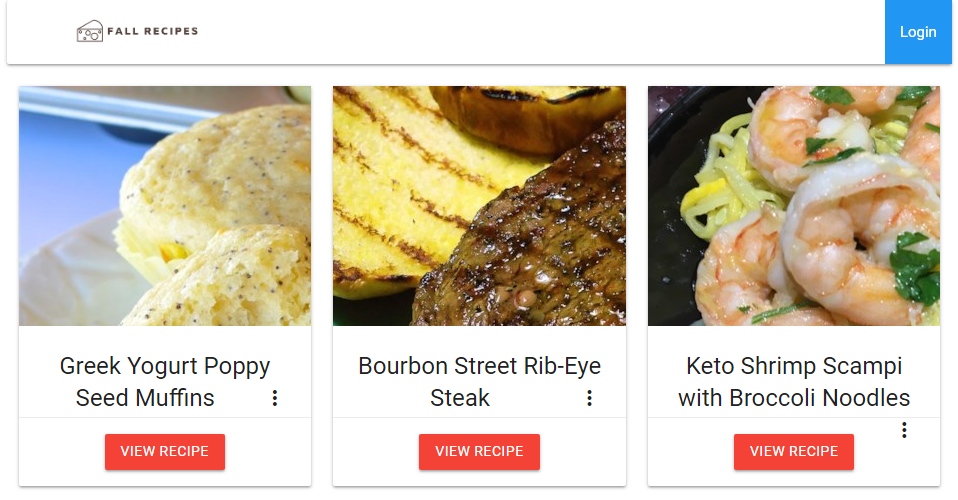 FALL RECIPES
Login
Greek Yogurt Poppy
Seed Muffins
VIEW RECIPE
Bourbon Street Rib-Eye
Steak
VIEW RECIPE
Keto Shrimp Scampi
with Broccoli Noodles
VIEW RECIPE